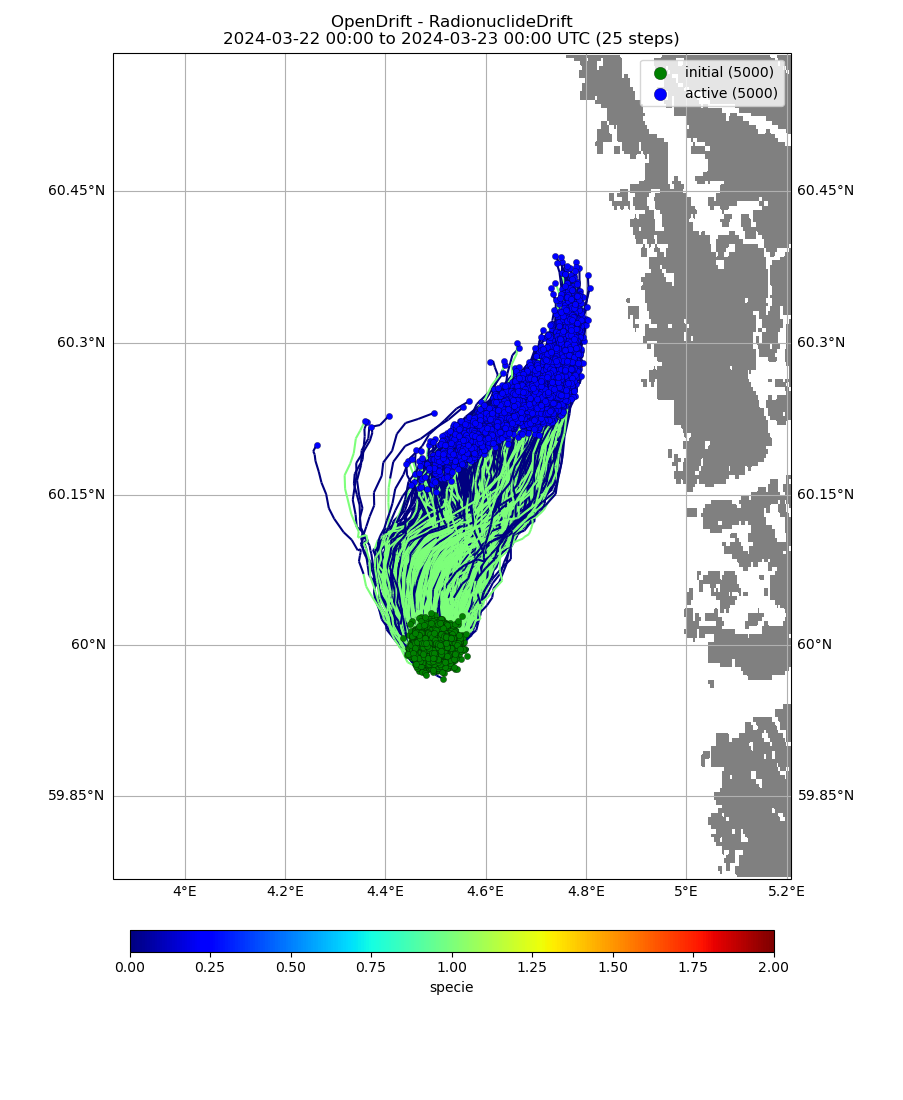 OpenDrift - RadionuclideDrift
2024-03-22 00:00 to 2024-03-23 00:00 UTC (25 steps)
initial (5000)
active (5000)
60.45°N 60.45°N
60.3°N 60.3°N
60.15°N 60.15°N
60°N 60°N
59.85°N 59.85°N
4°E 4.2°E 4.4°E 4.6°E 4.8°E 5°E 5.2°E
0.00 0.25 0.50 0.75 1.00 1.25 1.50 1.75 2.00
specie